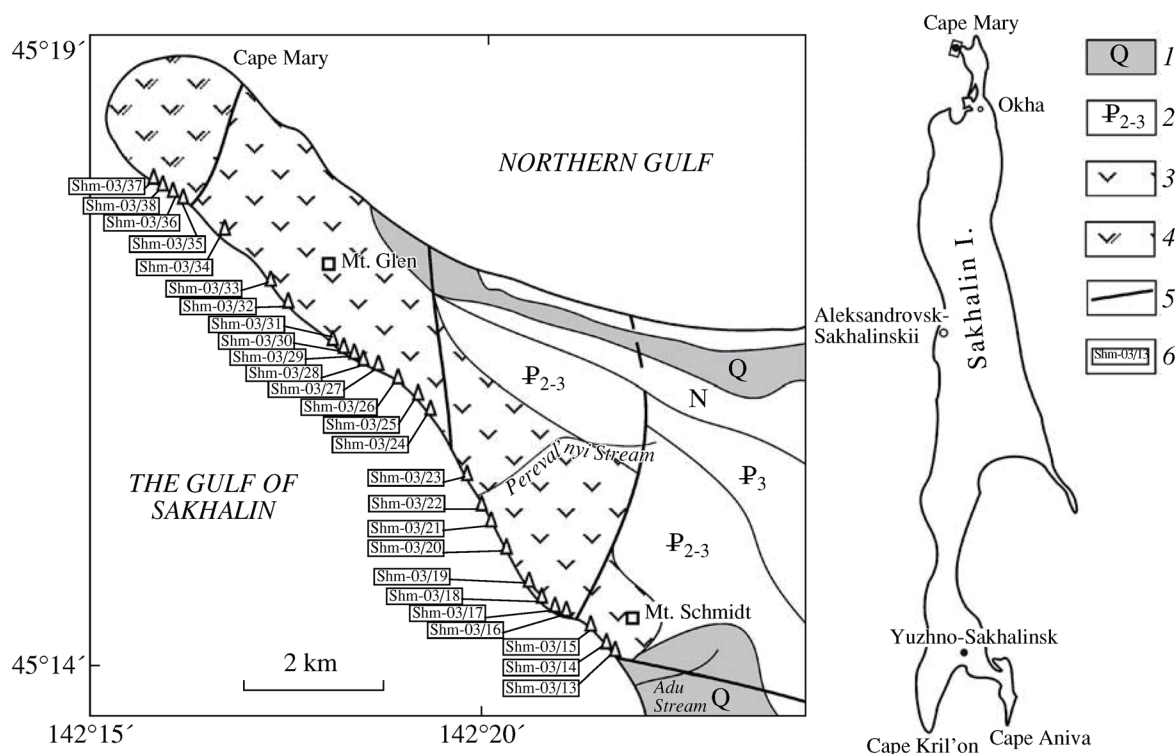 45°19′
Cape Mary
NORTHERN GULF
Shm-03/37
Shm-03/38
Shm-03/36
Shm-03/35
Shm-03/34
Mt. Glen
Shm-03/33
Shm-03/32
Shm-03/31
Shm-03/30
Shm-03/29
Shm-03/28
Shm-03/27
Shm-03/26
Shm-03/25
Shm-03/24
Ᵽ2-3
Q
N
Pereval'nyi Stream
Ᵽ3
THE GULF OF
SAKHALIN
Shm-03/23
Shm-03/22
Shm-03/21
Shm-03/20
Ᵽ2-3
Shm-03/19
Shm-03/18
Shm-03/17
Shm-03/16
Mt. Schmidt
Shm-03/15
Shm-03/14
Shm-03/13
45°14′
2 km
Adu
Stream
Q
142°15′
142°20′
Cape Mary
Okha
Sakhalin I.
Aleksandrovsk-
Sakhalinskii
Yuzhno-Sakhalinsk
Cape Kril'on
Cape Aniva
Q 1
Ᵽ2-3 2
3
4
5
Shm-03/13 6